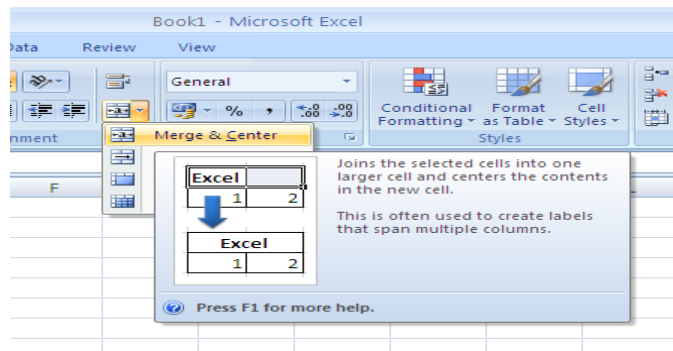 Book1 - Microsoft Excel
Data Review View
General
% , .00
Conditional Formatting
Format as Table
Cell Styles
Styles
Merge & Center
F
Excel
1 2
Excel
1 2
Joins the selected cells into one
larger cell and centers the contents
in the new cell.
This is often used to create labels
that span multiple columns.
Press F1 for more help.